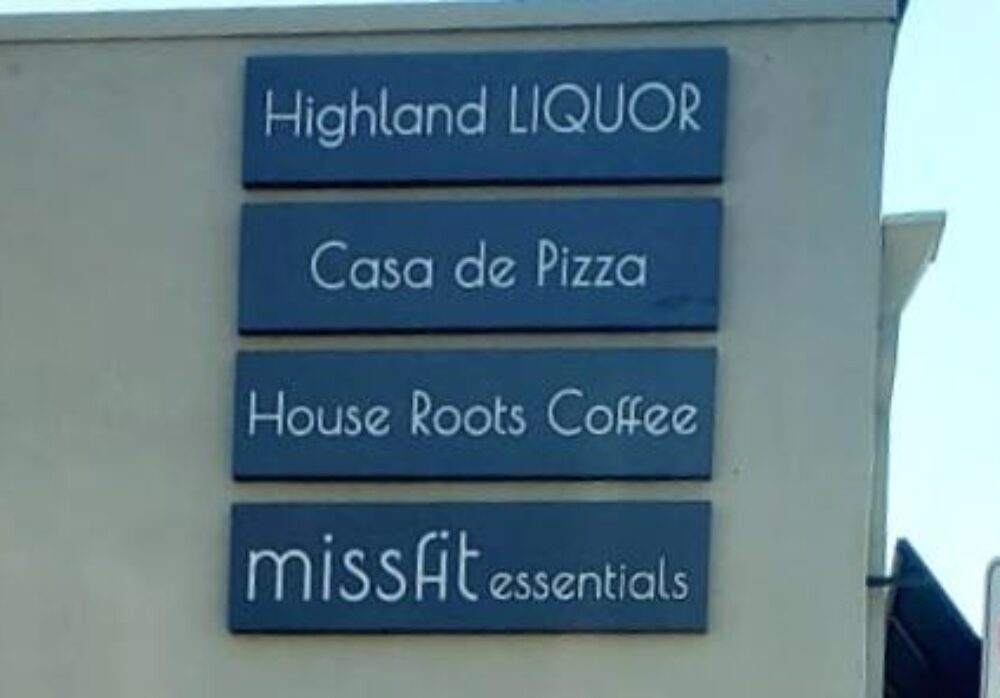 Highland LIQUOR
Casa de Pizza
House Roots Coffee
missfit essentials